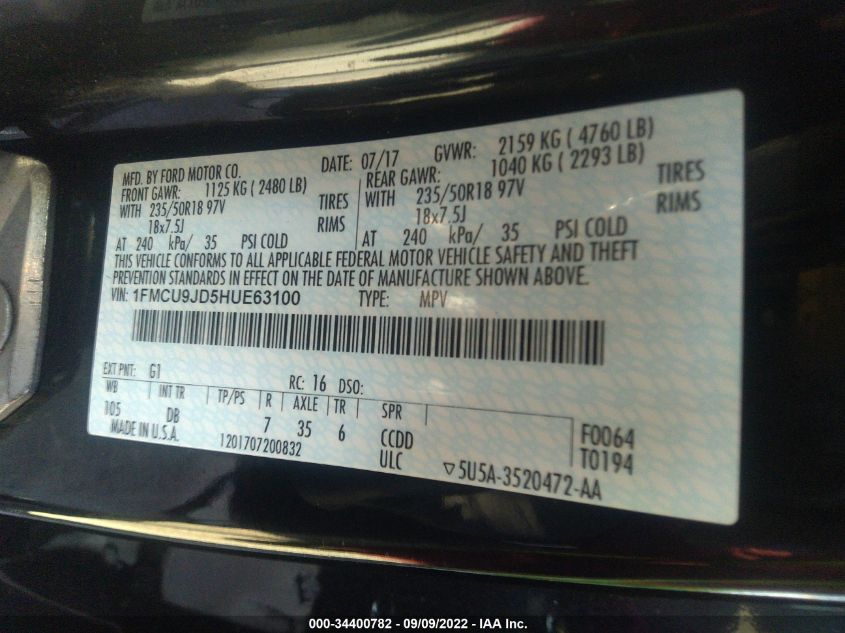 MFD. BY FORD MOTOR CO. DATE: 07/17 GVWR: 2159 KG ( 4760 LB)
FRONT GAWR: 1125 KG ( 2480 LB) REAR GAWR: 1040 KG ( 2293 LB)
WITH 235/50R18 97V TIRES WITH 235/50R18 97V TIRES
18x7.5J RIMS 18x7.5J RIMS
AT 240 kPa/ 35 PSI COLD AT 240 kPa/ 35 PSI COLD
THIS VEHICLE CONFORMS TO ALL APPLICABLE FEDERAL MOTOR VEHICLE SAFETY AND THEFT
PREVENTION STANDARDS IN EFFECT ON THE DATE OF MANUFACTURE SHOWN ABOVE.
VIN: 1FMCU9JD5HUE63100 TYPE: MPV
EXT PNT: G1 RC: 16 DSO:
WB INT TR TP/PS R AXLE TR SPR
105 DB 7 35 6 CCDD F0064
MADE IN U.S.A. 1201707200832 ULC T0194
▽5U5A-3520472-AA
000-34400782 - 09/09/2022 - IAA Inc.